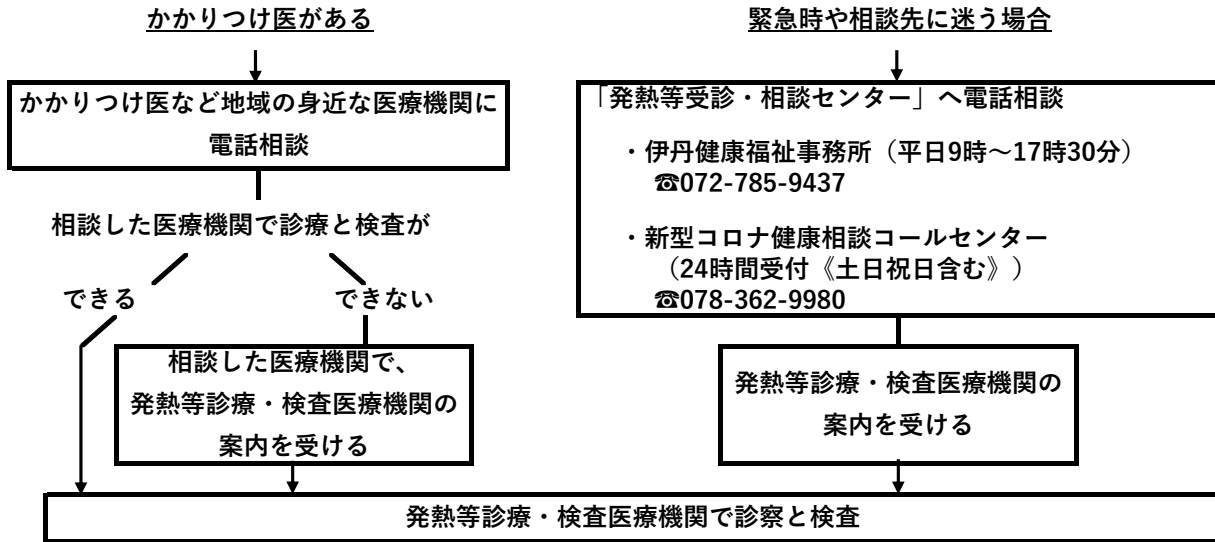 かかりつけ医がある
かかりつけ医など地域の身近な医療機関に
電話相談
相談した医療機関で診療と検査が
できる
できない
相談した医療機関で、
発熱等診療・検査医療機関の
案内を受ける
緊急時や相談先に迷う場合
「発熱等受診・相談センター」へ電話相談
・伊丹健康福祉事務所（平日9時～17時30分）
☎072-785-9437
・新型コロナ健康相談コールセンター
（24時間受付《土日祝日含む》）
☎078-362-9980
発熱等診療・検査医療機関の
案内を受ける
発熱等診療・検査医療機関で診察と検査